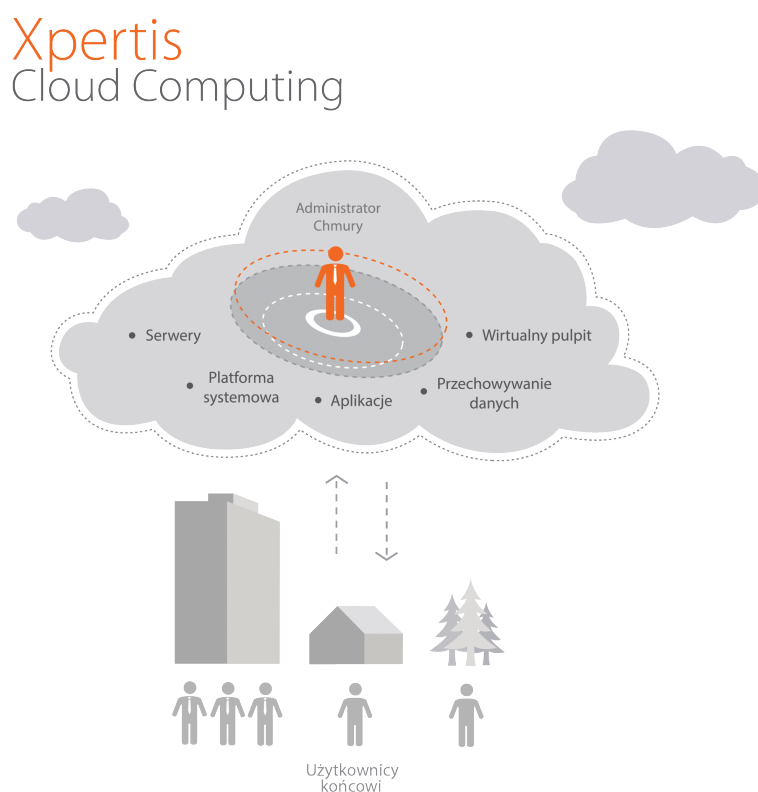 Xpertis
Cloud Computing
Administrator
Chmury
Serwery
Wirtualny pulpit
Platforma
systemowa
Aplikacje
Przechowywanie
danych
Użytkownicy
końcowi